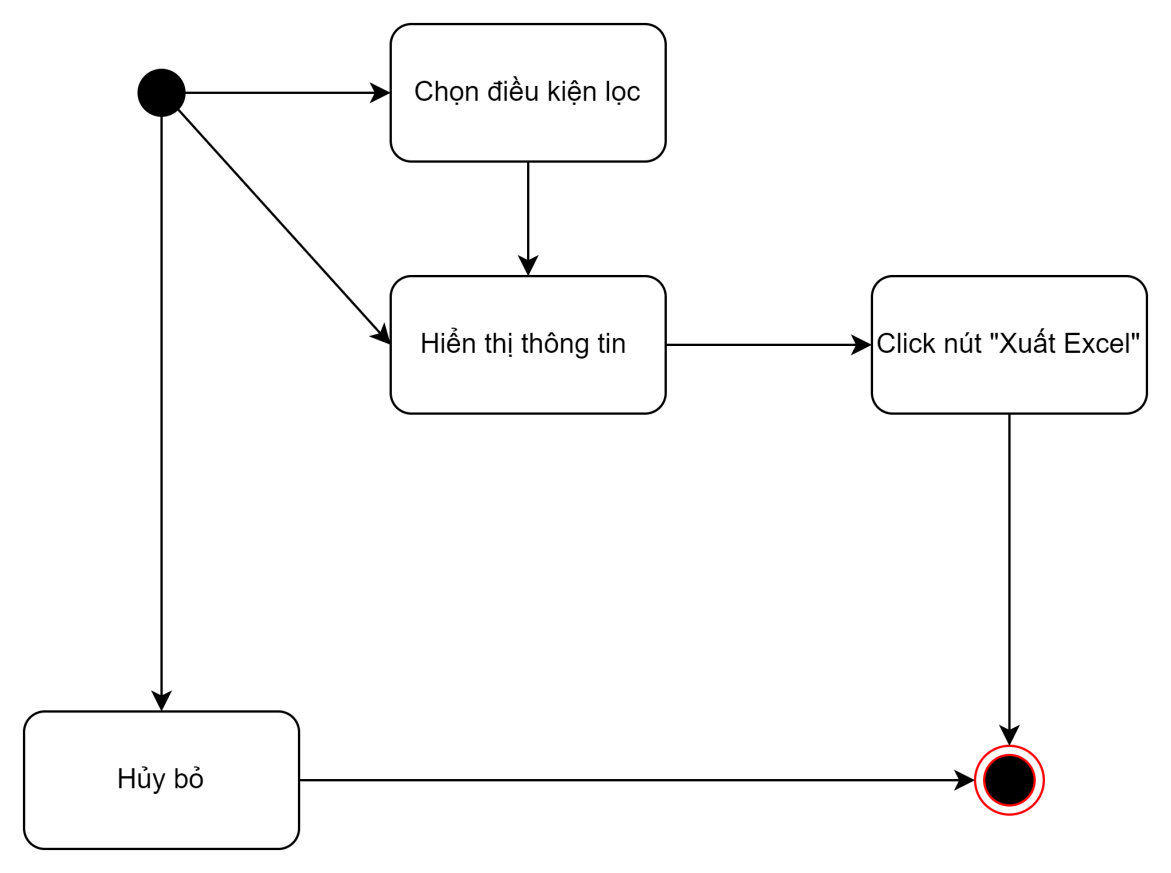 Chọn điều kiện lọc
Hiển thị thông tin
Click nút "Xuất Excel"
Hủy bỏ